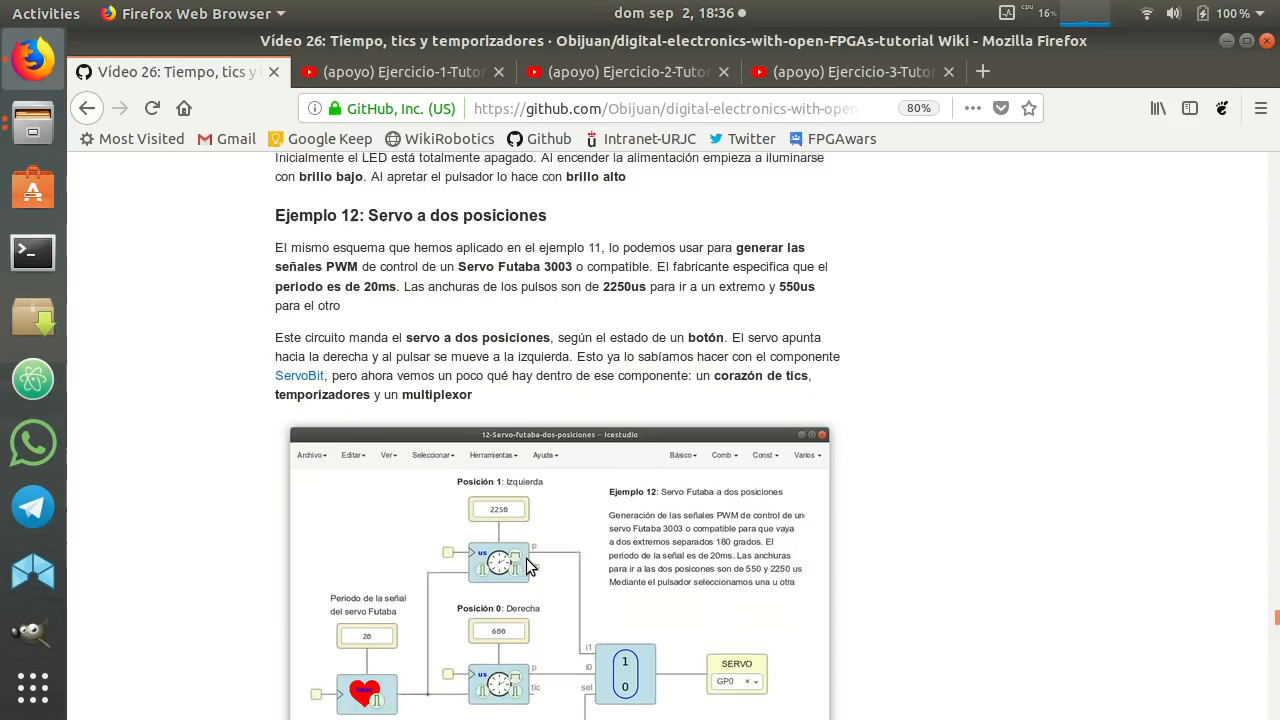 Activities
Firefox Web Browser
dom sep 2, 18:36
cpu
16%
100 %
Vídeo 26: Tiempo, tics y temporizadores · Obijuan/digital-electronics-with-open-FPGAs-tutorial Wiki - Mozilla Firefox
Vídeo 26: Tiempo, tics y t
(apoyo) Ejercicio-1-Tutor
(apoyo) Ejercicio-2-Tutor
(apoyo) Ejercicio-3-Tutor
GitHub, Inc. (US)
https://github.com/Obijuan/digital-electronics-with-open
80%
Most Visited
Gmail
Google Keep
WikiRobotics
Github
Intranet-URJC
Twitter
FPGAwars
Inicialmente el LED está totalmente apagado. Al encender la alimentación empieza a iluminarse
con brillo bajo. Al apretar el pulsador lo hace con brillo alto
Ejemplo 12: Servo a dos posiciones
El mismo esquema que hemos aplicado en el ejemplo 11, lo podemos usar para generar las
señales PWM de control de un Servo Futaba 3003 o compatible. El fabricante especifica que el
periodo es de 20ms. Las anchuras de los pulsos son de 2250us para ir a un extremo y 550us
para el otro
Este circuito manda el servo a dos posiciones, según el estado de un botón. El servo apunta
hacia la derecha y al pulsar se mueve a la izquierda. Esto ya lo sabíamos hacer con el componente
ServoBit, pero ahora vemos un poco qué hay dentro de ese componente: un corazón de tics,
temporizadores y un multiplexor
12-Servo-futaba-dos-posiciones – Icestudio
Archivo
Editar
Ver
Seleccionar
Herramientas
Ayuda
Básico
Comb
Const
Varios
Posición 1: Izquierda
2250
us
p
Ejemplo 12: Servo Futaba a dos posiciones
Generación de las señales PWM de control de un
servo Futaba 3003 o compatible para que vaya
a dos extremos separados 180 grados. El
periodo de la señal es de 20ms. Las anchuras
para ir a las dos posicones son de 550 y 2250 us
Mediante el pulsador seleccionamos una u otra
Periodo de la señal
del servo Futaba
20
Posición 0: Derecha
600
us
p
tic
i1
i0
sel
1
0
SERVO
GP0